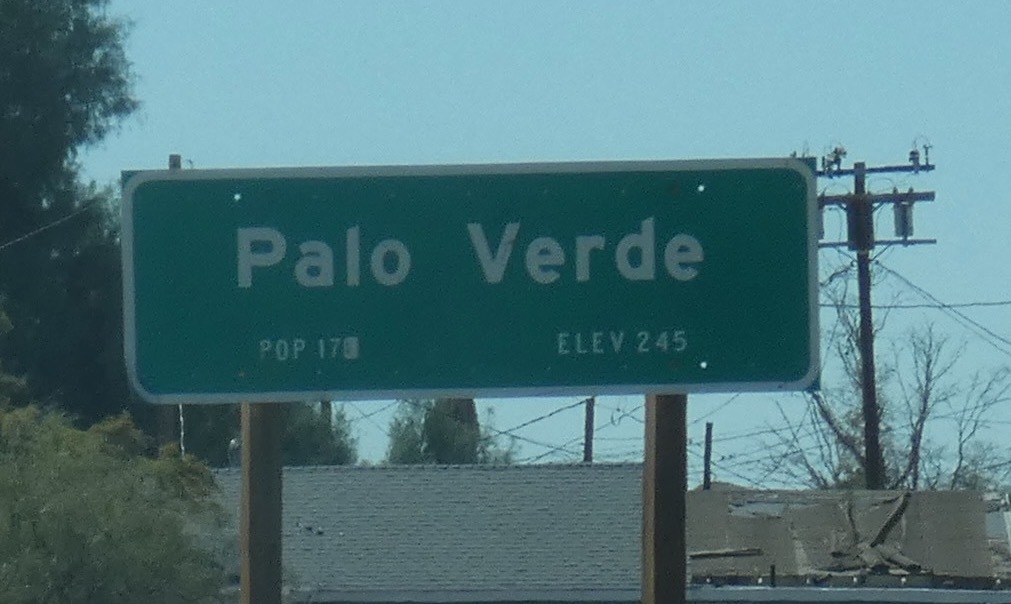 Palo Verde
POP ELEV 245